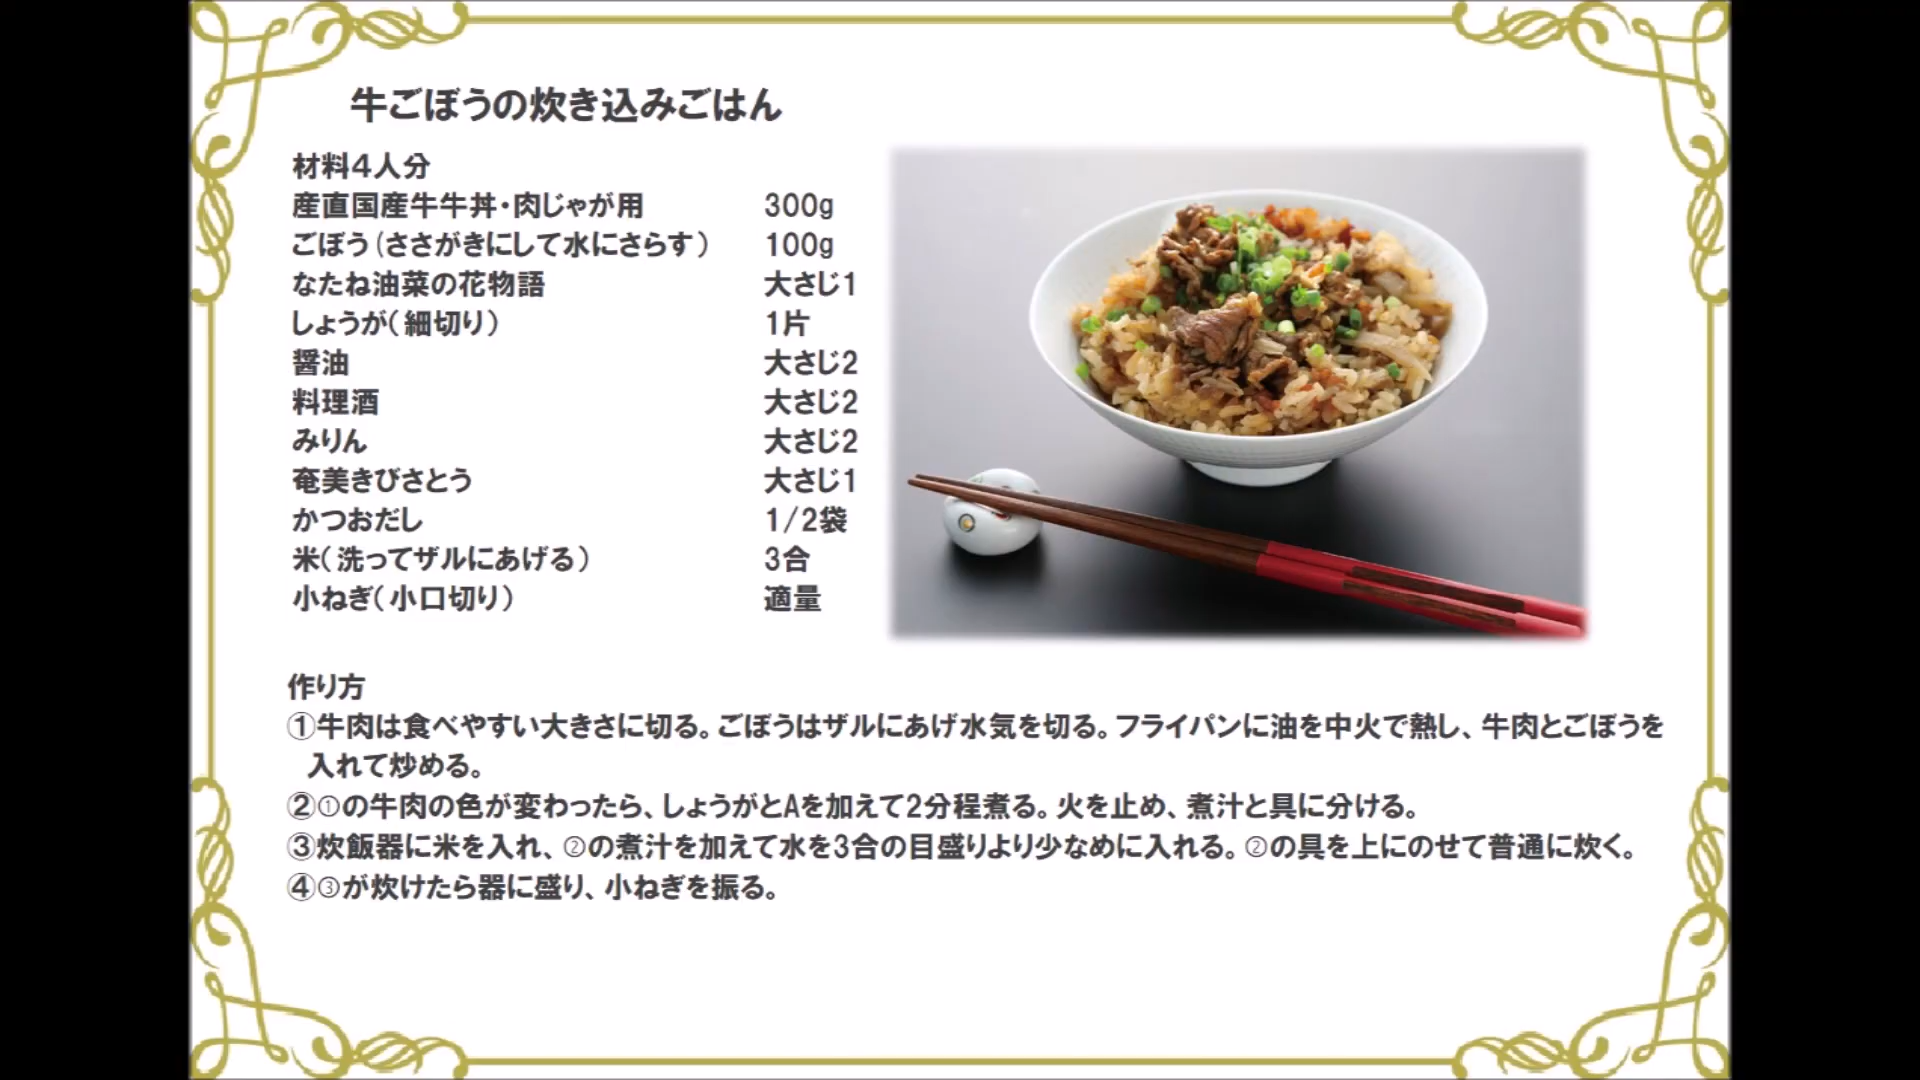 牛ごぼうの炊き込みごはん
材料4人分
産直国産牛牛丼・肉じゃが用 300g
ごぼう(ささがきにして水にさらす) 100g
なたね油菜の花物語 大さじ1
しょうが(細切り) 1片
醤油 大さじ2
料理酒 大さじ2
みりん 大さじ2
奄美きびさとう 大さじ1
かつおだし 1/2袋
米(洗ってザルにあげる) 3合
小ねぎ(小口切り) 適量
作り方
①牛肉は食べやすい大きさに切る。ごぼうはザルにあげ水気を切る。フライパンに油を中火で熱し、牛肉とごぼうを
入れて炒める。
②①の牛肉の色が変わったら、しょうがとAを加えて2分程煮る。火を止め、煮汁と具に分ける。
③炊飯器に米を入れ、②の煮汁を加えて水を3合の目盛りより少なめに入れる。②の具を上にのせて普通に炊く。
④③が炊けたら器に盛り、小ねぎを振る。